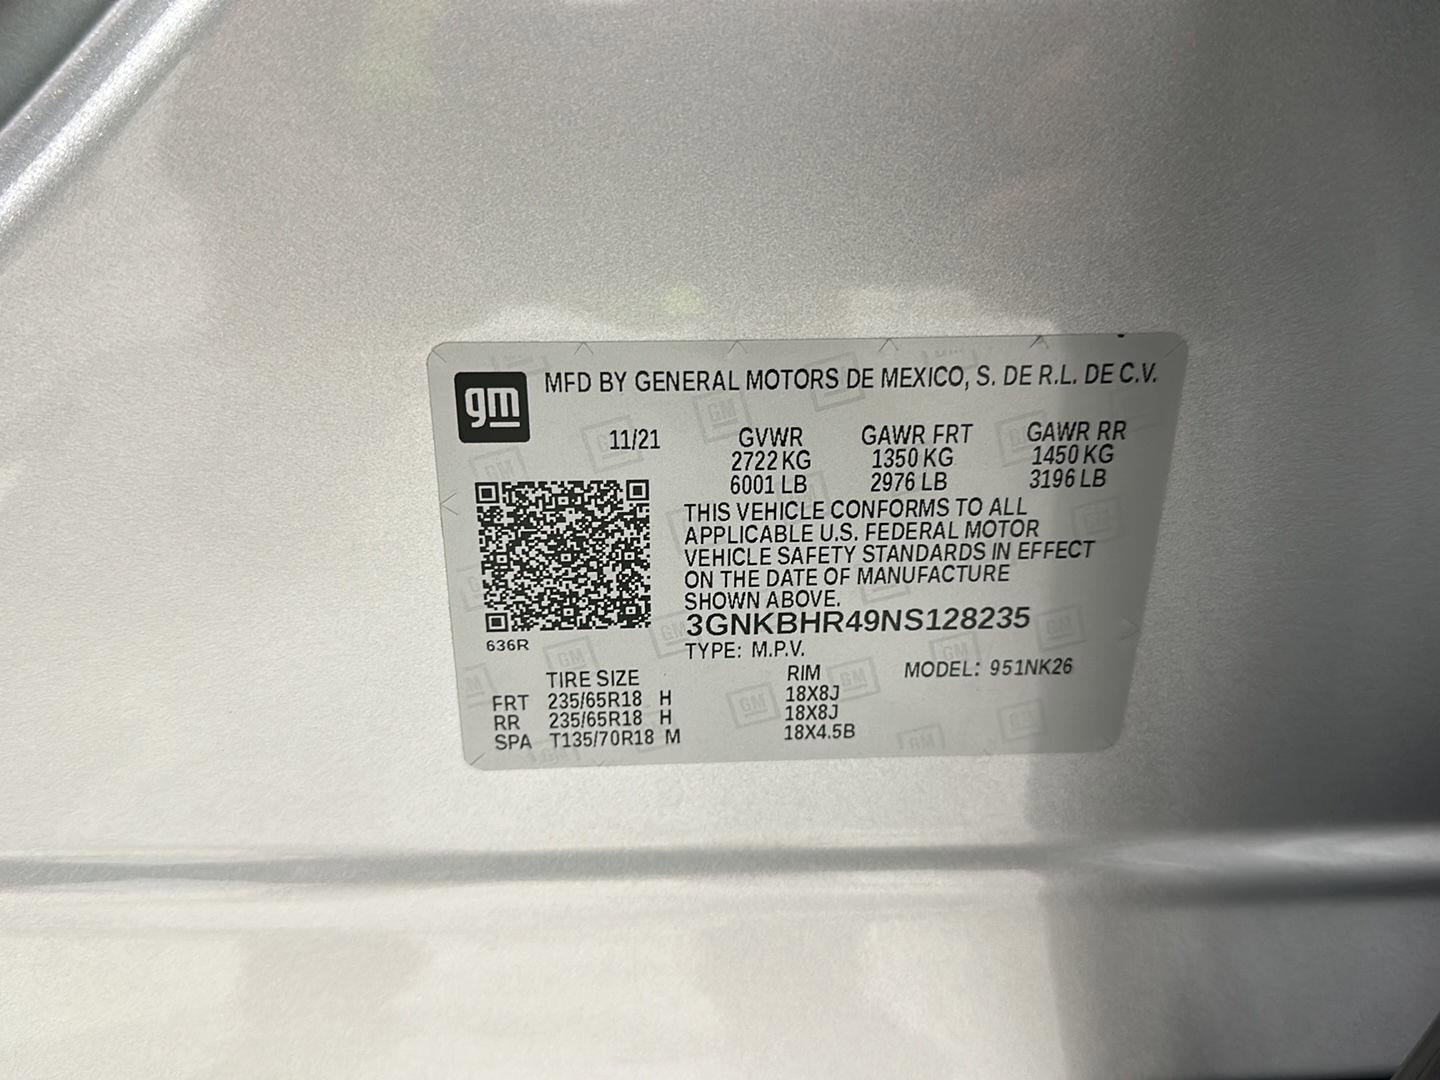 gm MFD BY GENERAL MOTORS DE MEXICO, S. DE R.L. DE C.V.
11/21 GVWR GAWR FRT GAWR RR
2722 KG 1350 KG 1450 KG
6001 LB 2976 LB 3196 LB
THIS VEHICLE CONFORMS TO ALL
APPLICABLE U.S. FEDERAL MOTOR
VEHICLE SAFETY STANDARDS IN EFFECT
ON THE DATE OF MANUFACTURE
SHOWN ABOVE.
3GNKBHR49NS128235
636R
TYPE: M.P.V.
TIRE SIZE RIM MODEL: 951NK26
FRT 235/65R18 H 18X8J
RR 235/65R18 H 18X8J
SPA T135/70R18 M 18X4.5B